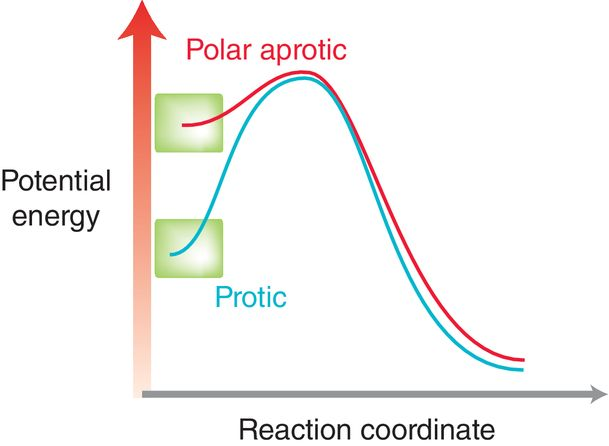 Polar aprotic
Potential
energy
Protic
Reaction coordinate